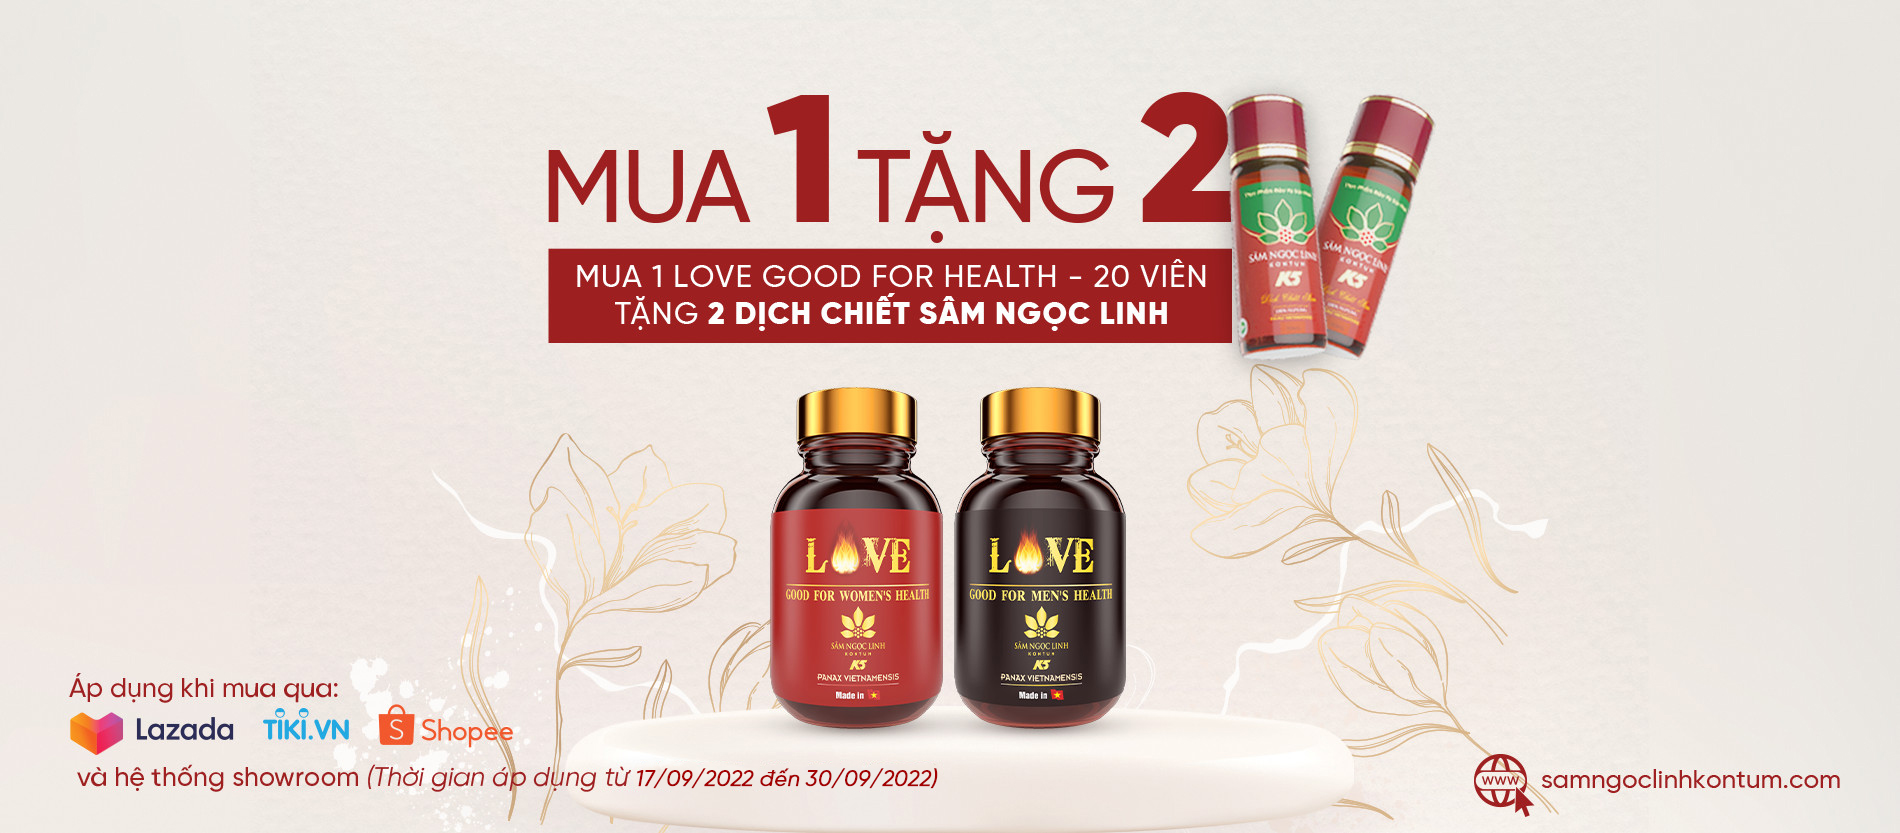 MUA 1 TẶNG 2
MUA 1 LOVE GOOD FOR HEALTH - 20 VIÊN
TẶNG 2 DỊCH CHIẾT SÂM NGỌC LINH
SÂM NGỌC LINH
KONTUM
K5
SÂM NGỌC LINH
KONTUM
K5
LOVE
GOOD FOR WOMEN'S HEALTH
SÂM NGỌC LINH
KONTUM
K5
PANAX VIETNAMENSIS
Made in
LOVE
GOOD FOR MEN'S HEALTH
SÂM NGỌC LINH
KONTUM
K5
PANAX VIETNAMENSIS
Made in
Áp dụng khi mua qua:
Lazada TIKI.VN S Shopee
và hệ thống showroom (Thời gian áp dụng từ 17/09/2022 đến 30/09/2022)
www samngoclinhkontum.com